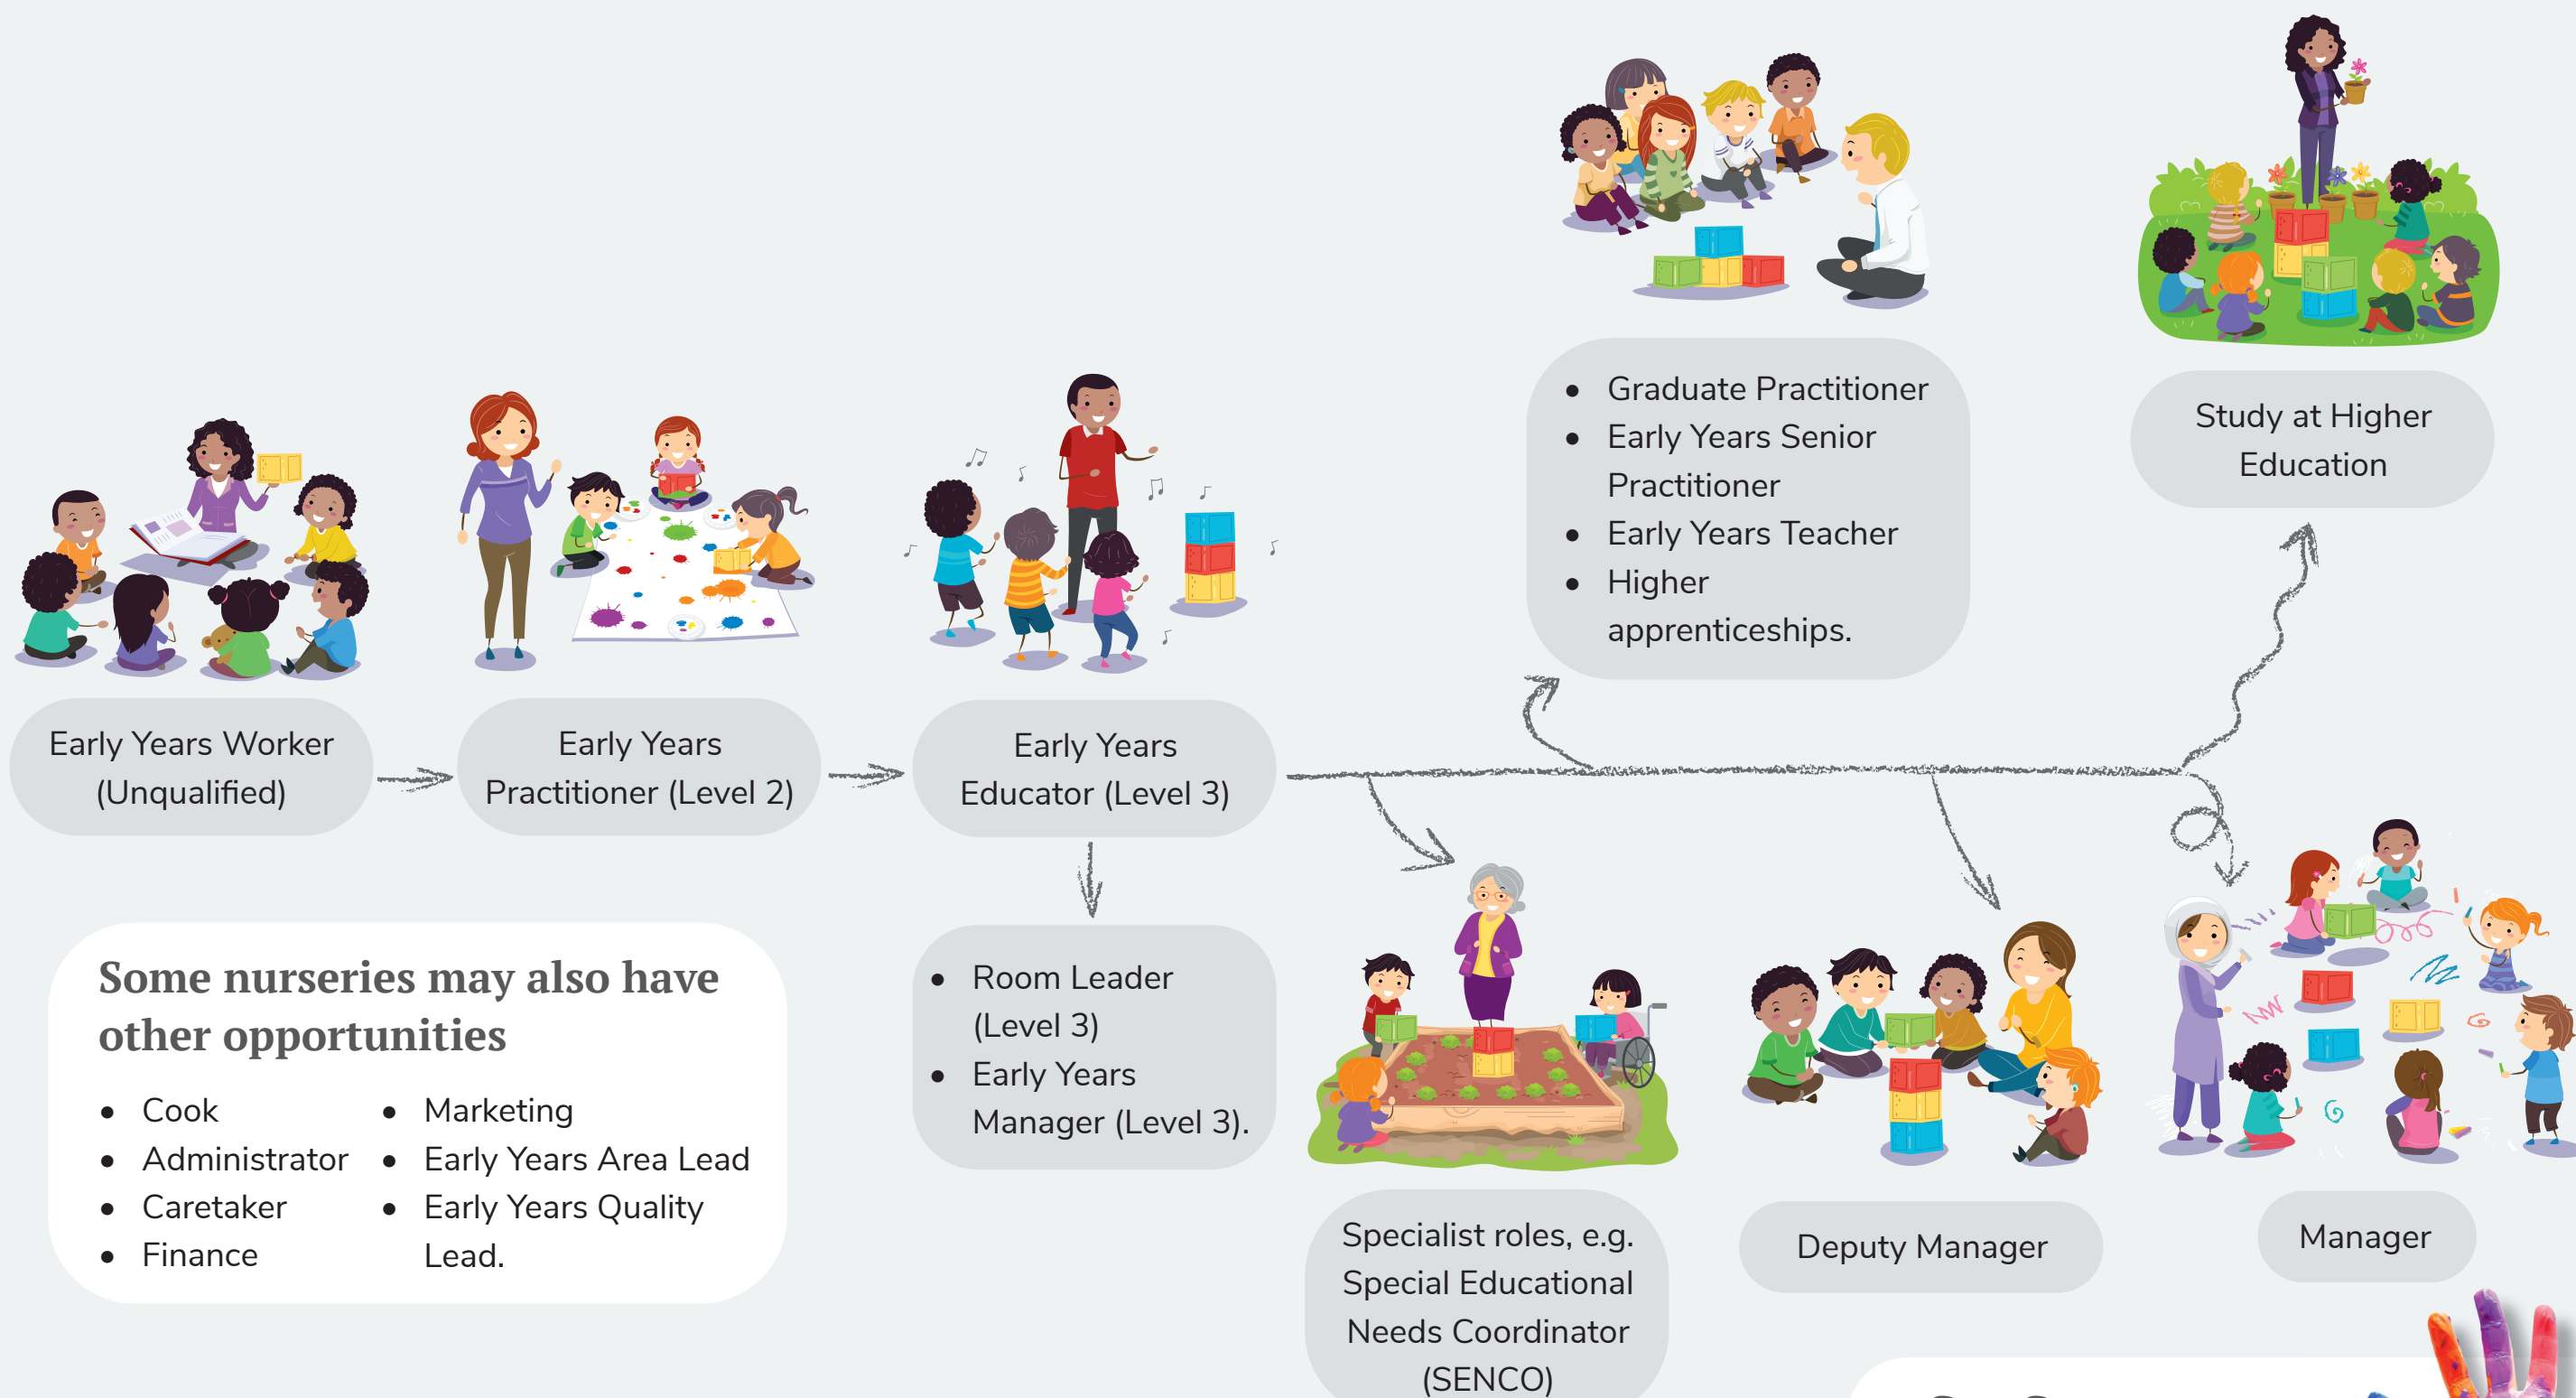 Early Years Worker
(Unqualified)
Early Years
Practitioner (Level 2)
Early Years
Educator (Level 3)
• Room Leader
(Level 3)
• Early Years
Manager (Level 3).
• Graduate Practitioner
• Early Years Senior
Practitioner
• Early Years Teacher
• Higher
apprenticeships.
Study at Higher
Education
Specialist roles, e.g.
Special Educational
Needs Coordinator
(SENCO)
Deputy Manager
Manager
Some nurseries may also have
other opportunities
• Cook
• Administrator
• Caretaker
• Finance
• Marketing
• Early Years Area Lead
• Early Years Quality
Lead.